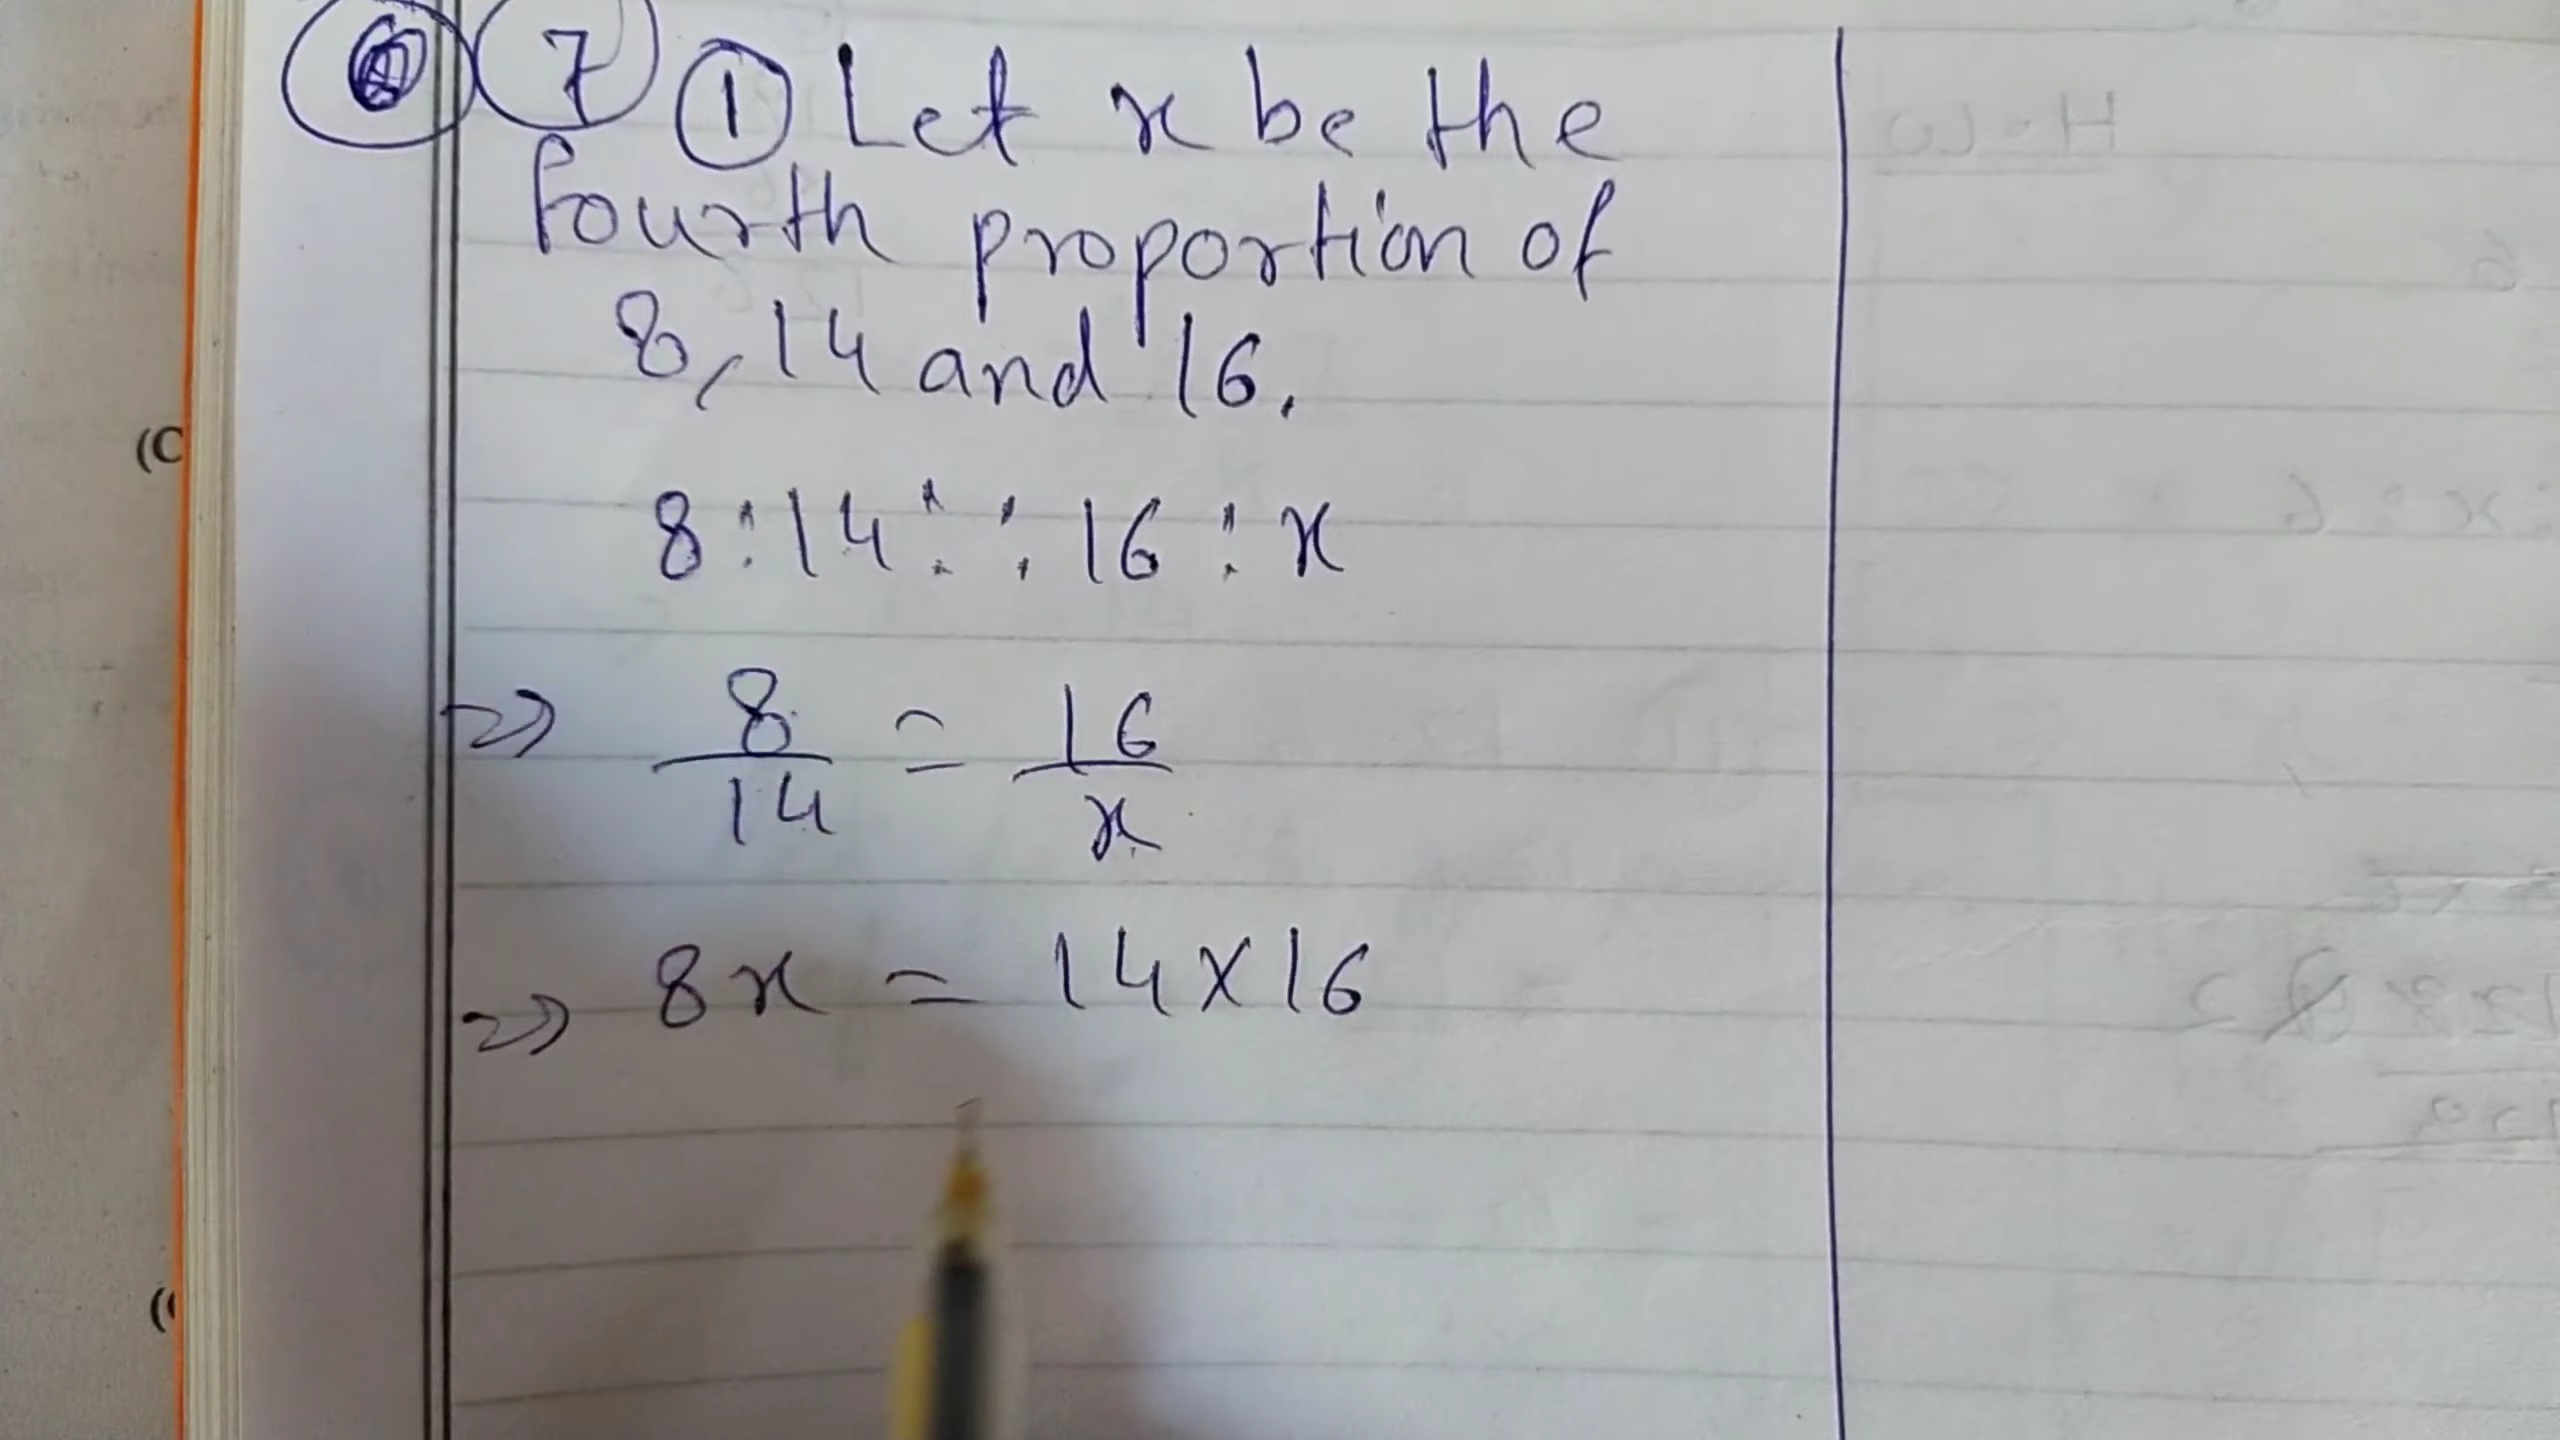 7 1 Let x be the
fourth proportion of
8, 14 and 16.
8 : 14 : : 16 : x
⇒ 8/14 = 16/x
⇒ 8x = 14 × 16
(C